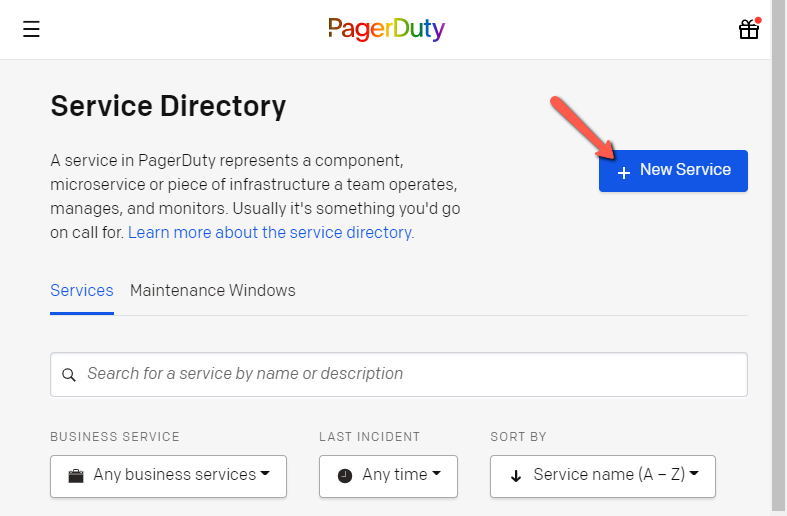 PagerDuty
Service Directory
A service in PagerDuty represents a component,
microservice or piece of infrastructure a team operates,
manages, and monitors. Usually it's something you'd go
on call for. Learn more about the service directory.
+ New Service
Services Maintenance Windows
Search for a service by name or description
BUSINESS SERVICE LAST INCIDENT SORT BY
Any business services Any time Service name (A – Z)